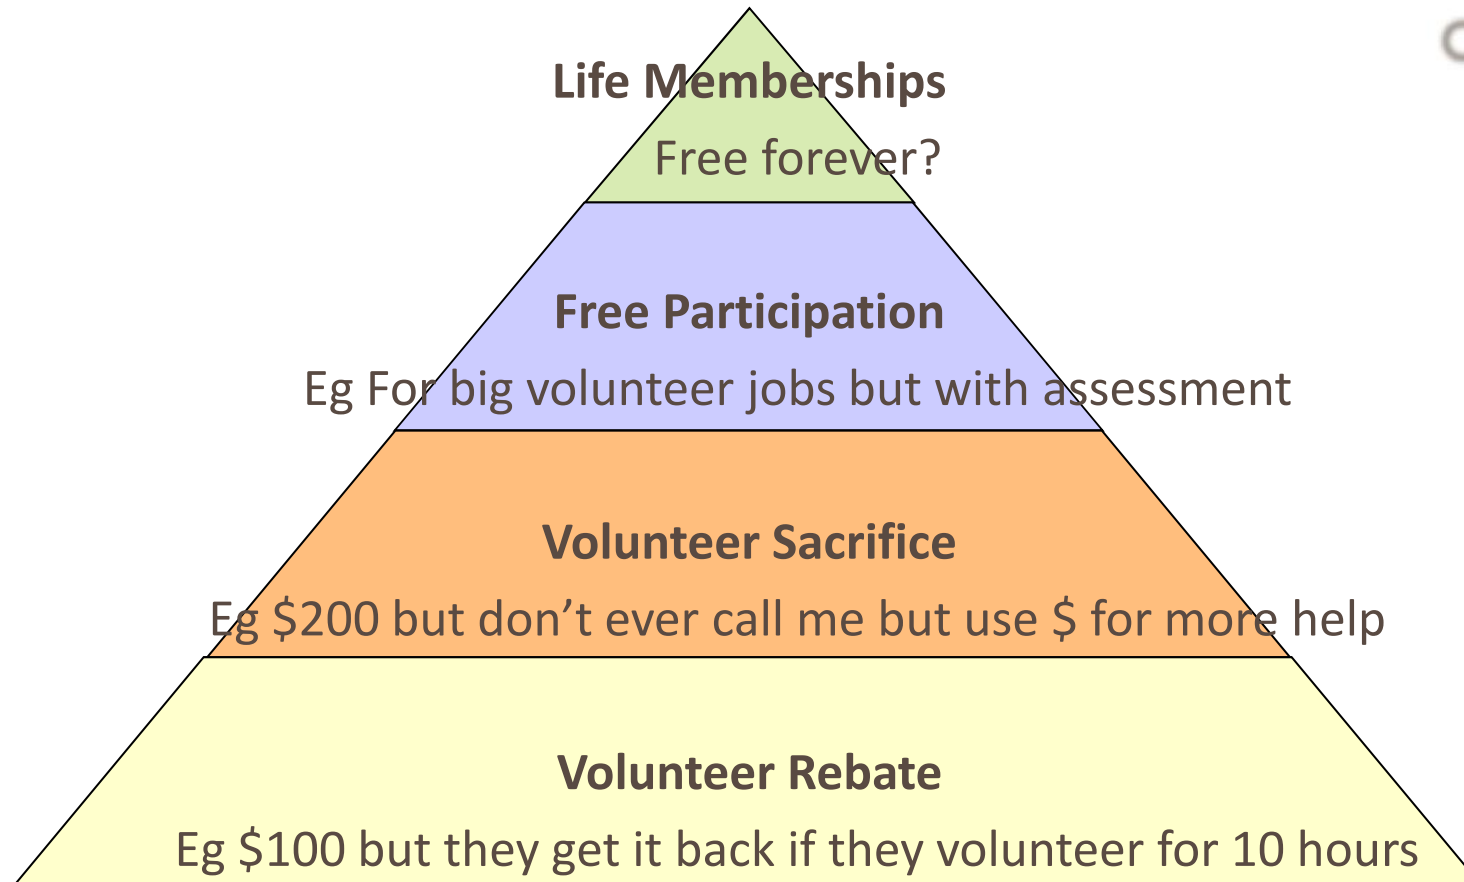 Life Memberships
Free forever?
Free Participation
Eg For big volunteer jobs but with assessment
Volunteer Sacrifice
Eg $200 but don’t ever call me but use $ for more help
Volunteer Rebate
Eg $100 but they get it back if they volunteer for 10 hours